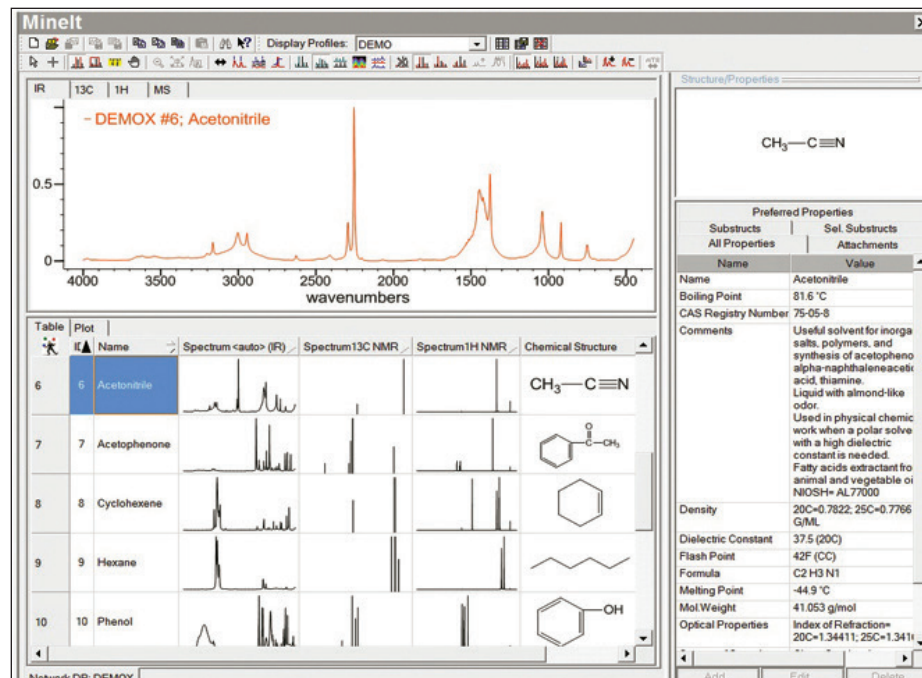 MineIt
Display Profiles: DEMO
Structure/Properties
IR 13C 1H MS
DEMOX #6; Acetonitrile
CH3 C N
0.5
0
4000 3500 3000 2500 2000 1500 1000 500
wavenumbers
Preferred Properties
Substructs Sel. Substructs
All Properties Attachments
Name Value
Name Acetonitrile
Boiling Point 81.6 °C
CAS Registry Number 75-05-8
Comments Useful solvent for inorga
salts, polymers, and
synthesis of acetopheno
alpha-naphthaleneacetic
acid, thiamine.
Liquid with almond-like
odor.
Used in physical chemic
work when a polar solve
with a high dielectric
constant is needed.
Fatty acids extractant fro
animal and vegetable oi
NIOSH= AL77000
Density 20C=0.7822; 25C=0.7766
G/ML
Dielectric Constant 37.5 (20C)
Flash Point 42F (CC)
Formula C2 H3 N1
Melting Point -44.9 °C
Mol.Weight 41.053 g/mol
Optical Properties Index of Refraction=
20C=1.34411; 25C=1.341
Add Edit Delete
Table Plot
Name Spectrum <auto> (IR) Spectrum13C NMR Spectrum1H NMR Chemical Structure
6 6 Acetonitrile CH3 C N
7 7 Acetophenone O CH3
8 8 Cyclohexene
9 9 Hexane
10 10 Phenol OH
Network DB: DEMOX